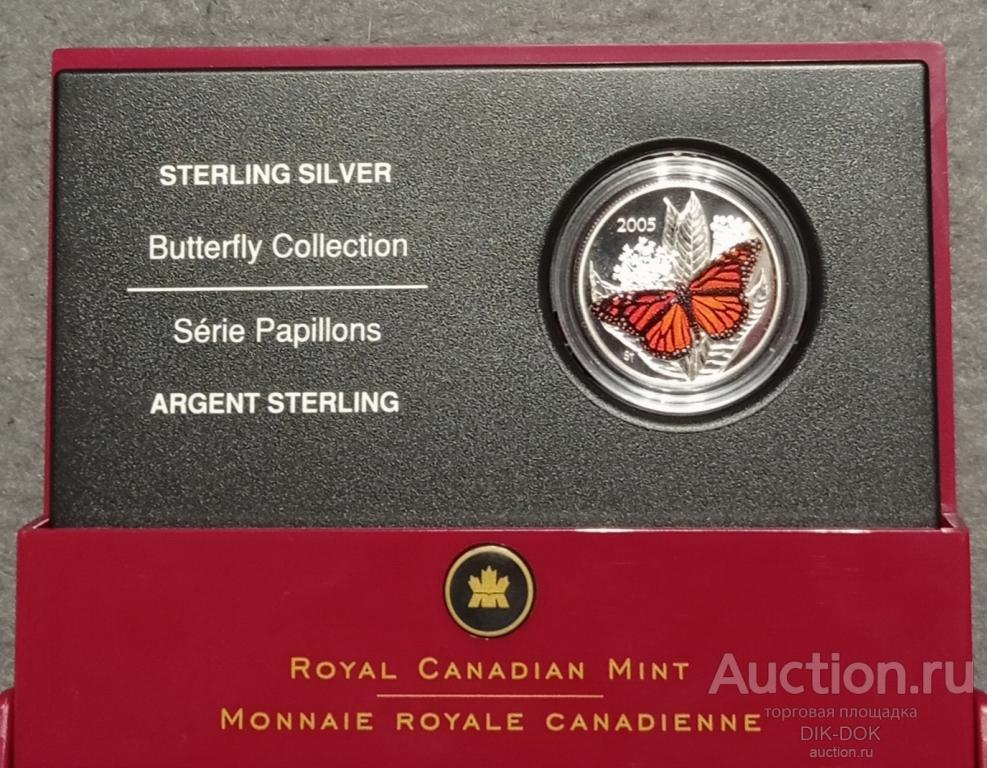 STERLING SILVER
Butterfly Collection
Série Papillons
ARGENT STERLING
2005
ST
ROYAL CANADIAN MINT
MONNAIE ROYALE CANADIENNE
Auction.ru
торговая площадка
DIK-DOK
auction.ru